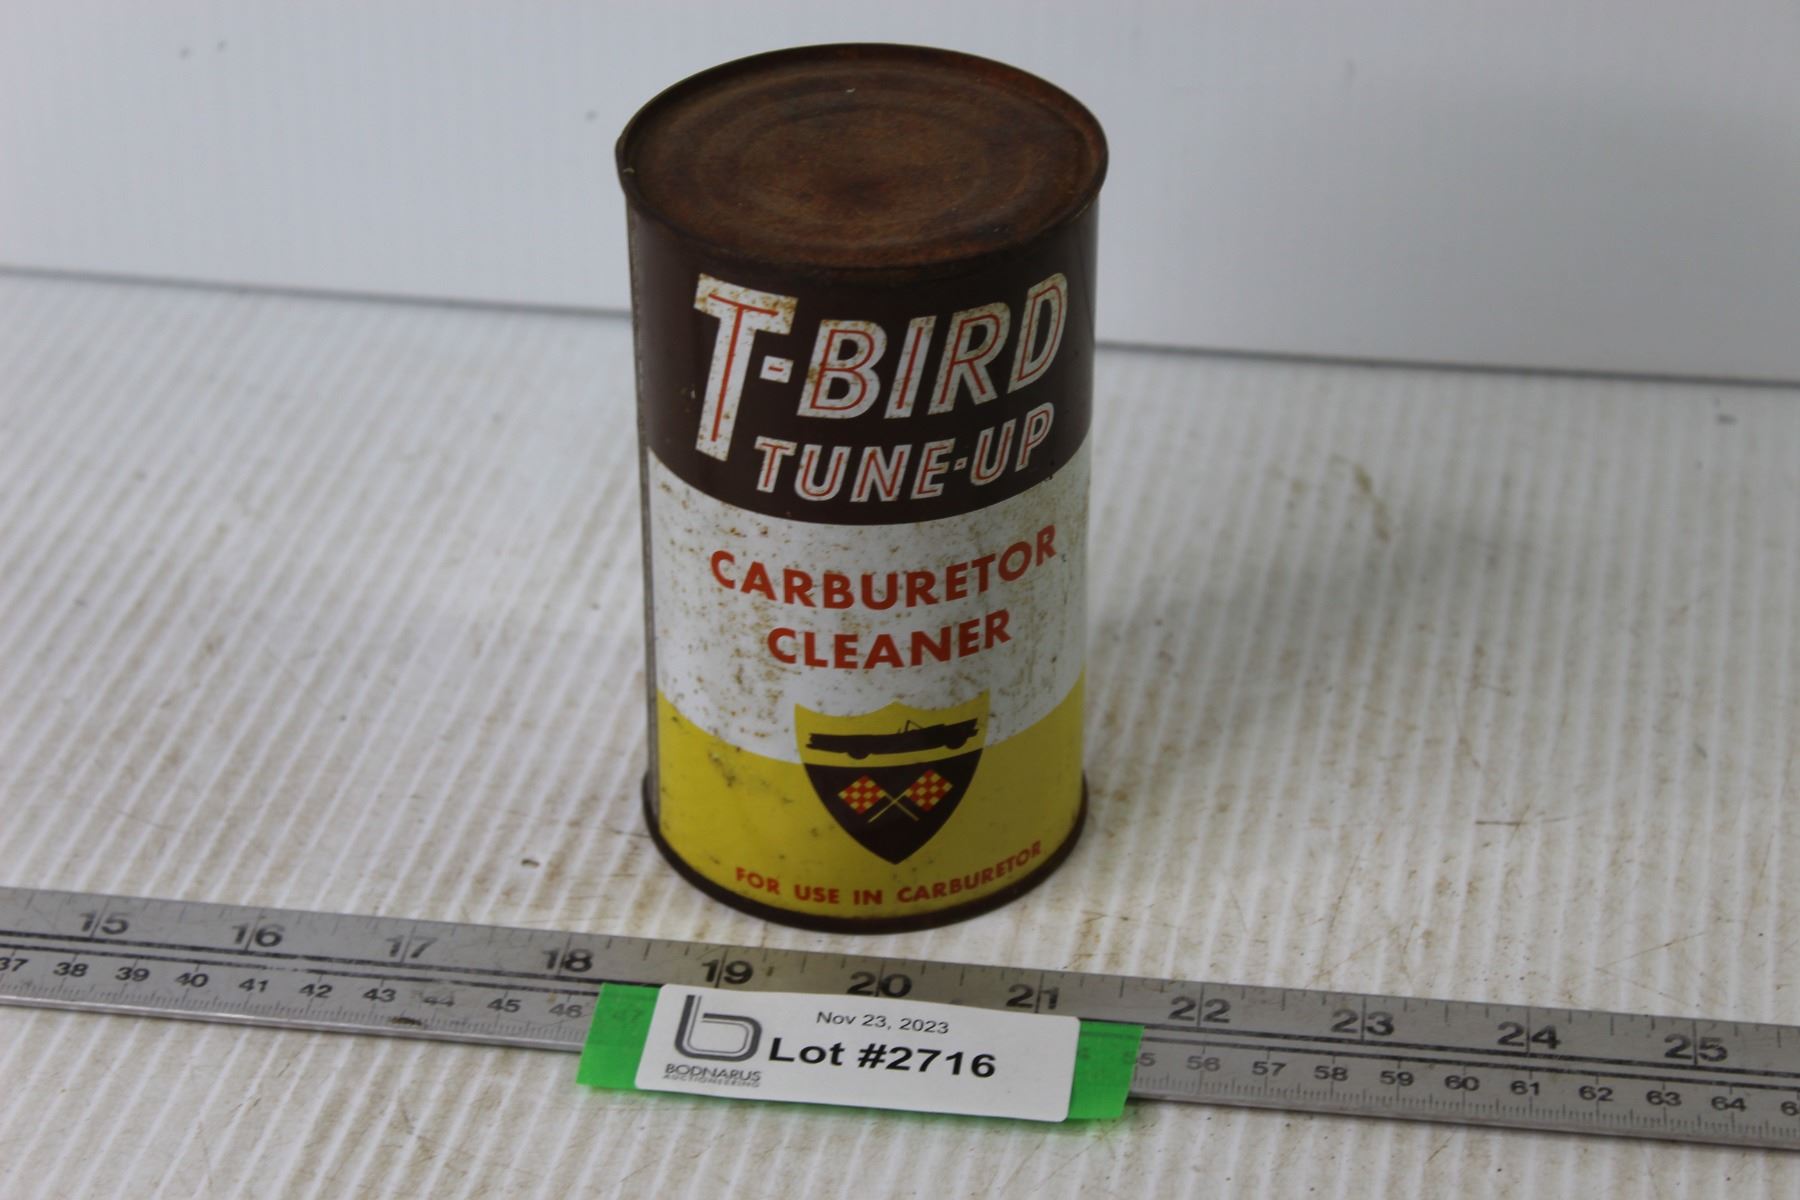 T-BIRD
TUNE-UP
CARBURETOR
CLEANER
FOR USE IN CARBURETOR
15 16 17 18 19 20 21 22 23 24 25
37 38 39 40 41 42 43 44 45 46 47 55 56 57 58 59 60 61 62 63 64
Nov 23, 2023
Lot #2716
BODNARUS
AUCTIONEERING